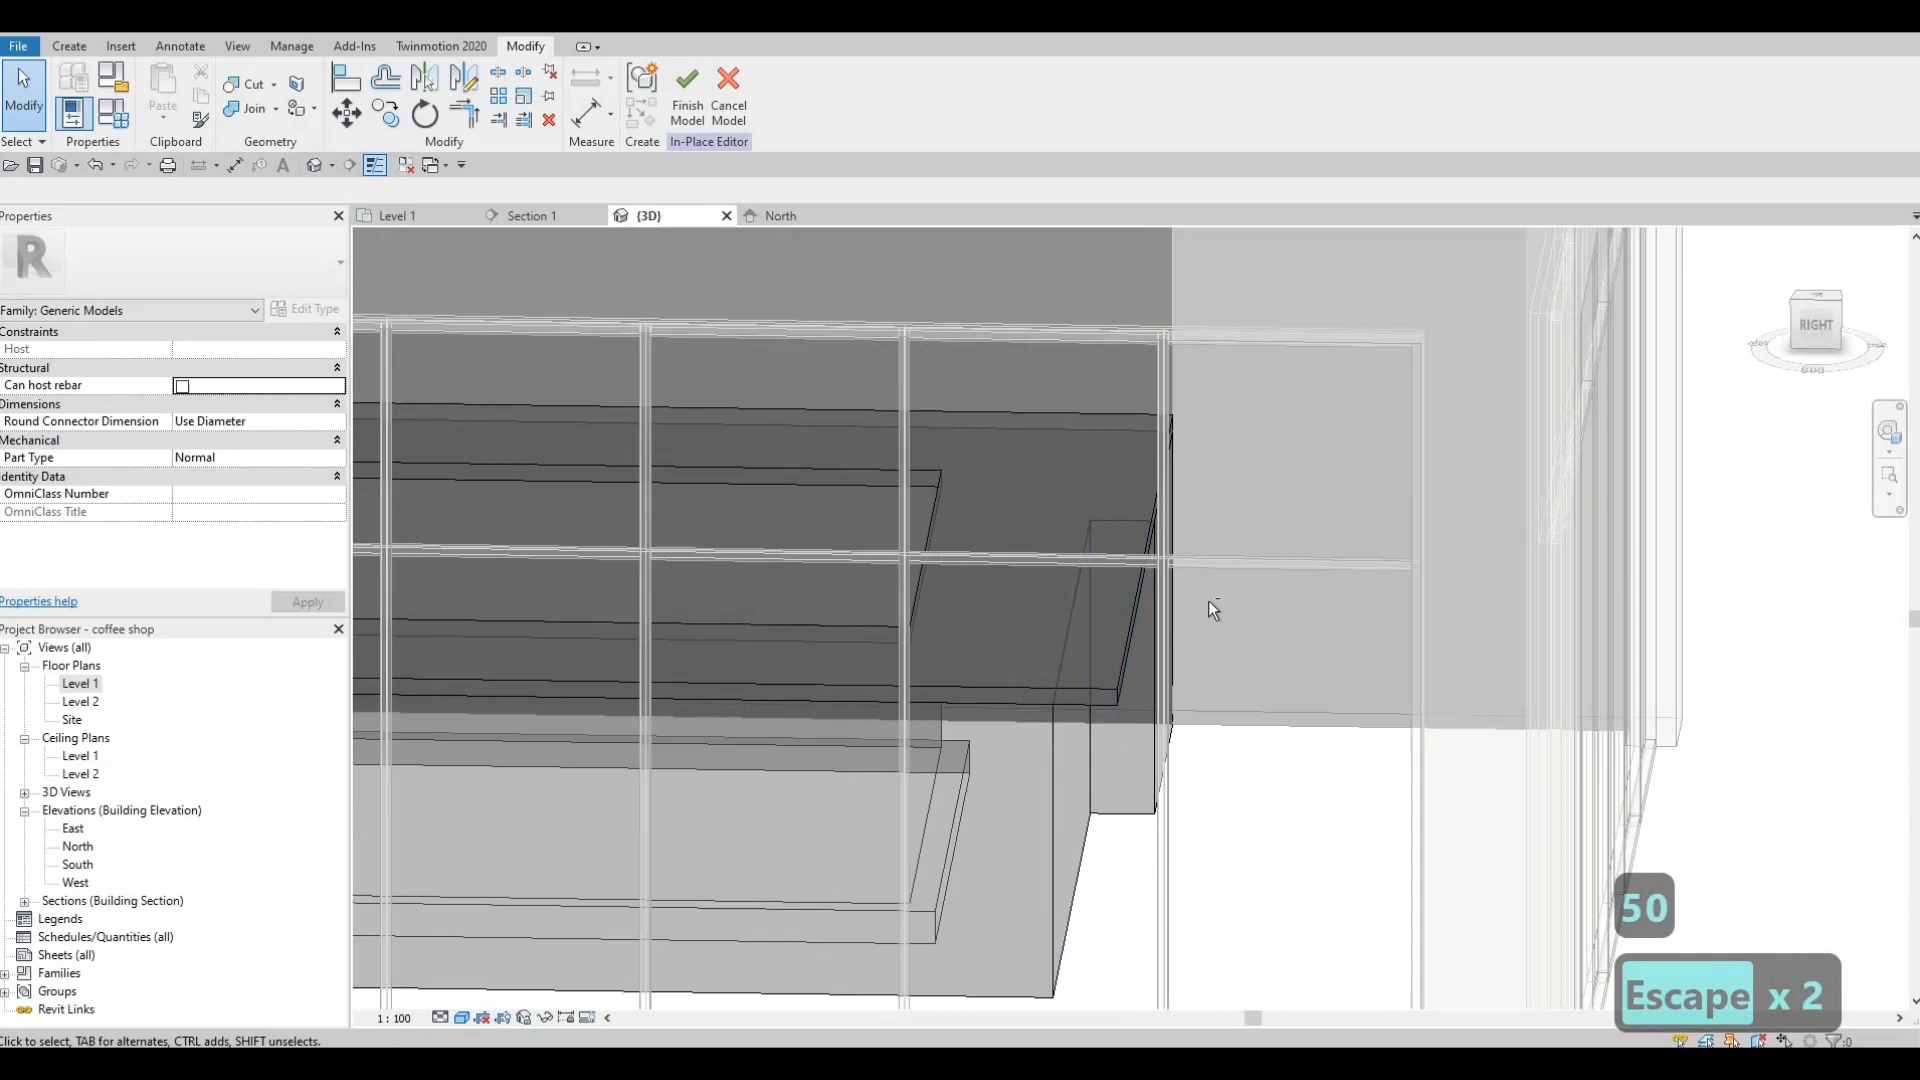 File Create Insert Annotate View Manage Add-Ins Twinmotion 2020 Modify
Modify
Paste
Cut
Join
Finish Model
Cancel Model
Select Properties Clipboard Geometry Modify Measure Create In-Place Editor
Properties
Level 1 Section 1 {3D} North
R
Family: Generic Models
Edit Type
Constraints
Host
Structural
Can host rebar
Dimensions
Round Connector Dimension Use Diameter
Mechanical
Part Type Normal
Identity Data
OmniClass Number
OmniClass Title
Properties help
Apply
Project Browser - coffee shop
Views (all)
Floor Plans
Level 1
Level 2
Site
Ceiling Plans
Level 1
Level 2
3D Views
Elevations (Building Elevation)
East
North
South
West
Sections (Building Section)
Legends
Schedules/Quantities (all)
Sheets (all)
Families
Groups
Revit Links
RIGHT
50
Escape x 2
1 : 100
Click to select, TAB for alternates, CTRL adds, SHIFT unselects.
:0